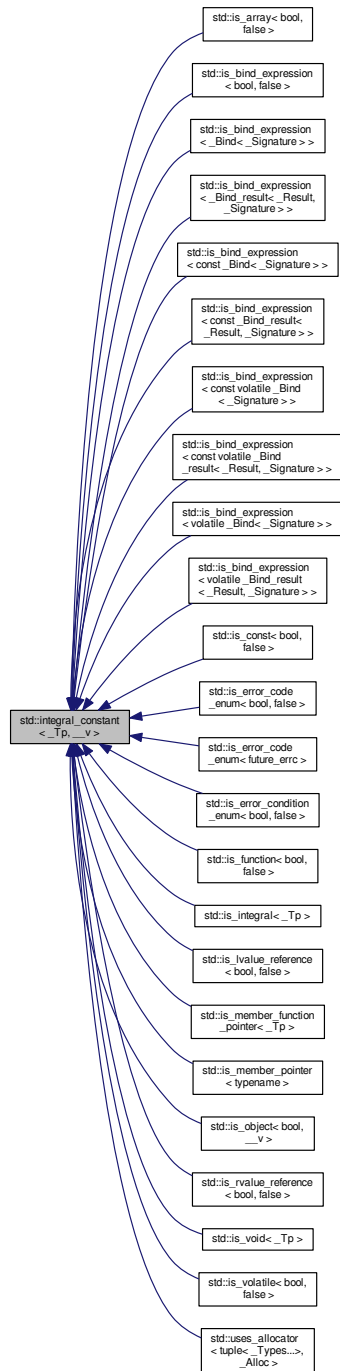 std::is_array< bool,
false >
std::is_bind_expression
< bool, false >
std::is_bind_expression
< _Bind< _Signature > >
std::is_bind_expression
< _Bind_result< _Result,
_Signature > >
std::is_bind_expression
< const _Bind< _Signature > >
std::is_bind_expression
< const _Bind_result<
_Result, _Signature > >
std::is_bind_expression
< const volatile _Bind
< _Signature > >
std::is_bind_expression
< const volatile _Bind
_result< _Result, _Signature > >
std::is_bind_expression
< volatile _Bind< _Signature > >
std::is_bind_expression
< volatile _Bind_result
< _Result, _Signature > >
std::is_const< bool,
false >
std::is_error_code
_enum< bool, false >
std::integral_constant
< _Tp, __v >
std::is_error_code
_enum< future_errc >
std::is_error_condition
_enum< bool, false >
std::is_function< bool,
false >
std::is_integral< _Tp >
std::is_lvalue_reference
< bool, false >
std::is_member_function
_pointer< _Tp >
std::is_member_pointer
< typename >
std::is_object< bool,
__v >
std::is_rvalue_reference
< bool, false >
std::is_void< _Tp >
std::is_volatile< bool,
false >
std::uses_allocator
< tuple< _Types...>,
_Alloc >